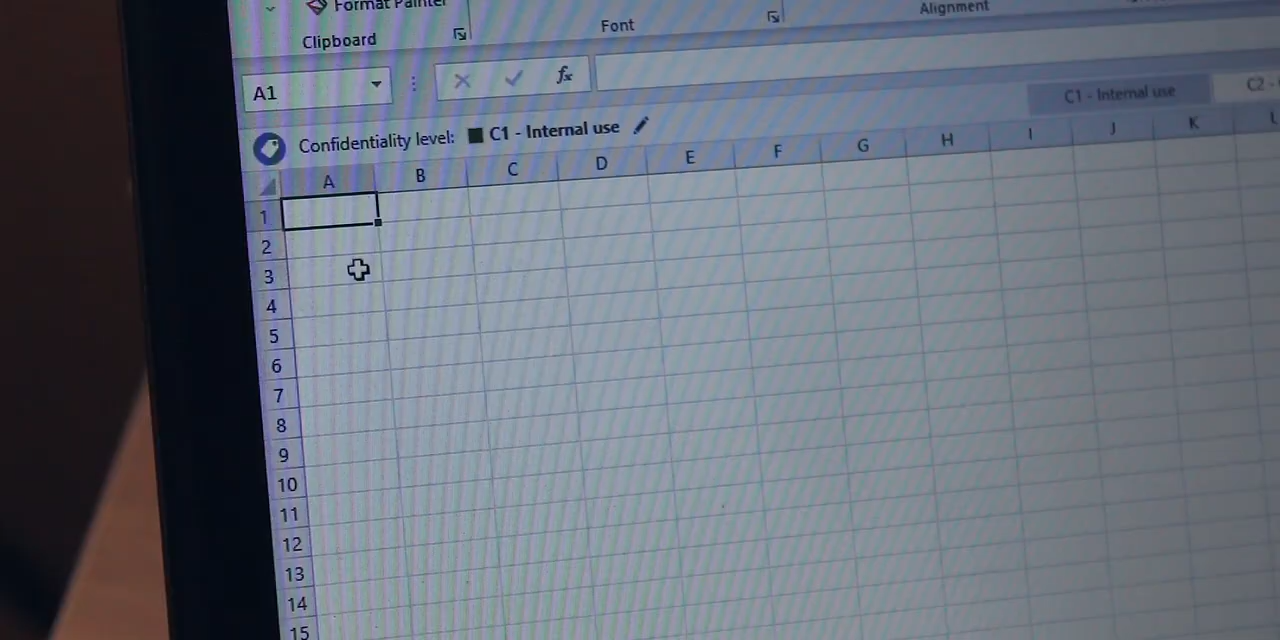 Format Painter
Clipboard
Font
Alignment
A1
fx
Confidentiality level: C1 - Internal use
C1 - Internal use
C2 -
A B C D E F G H I J K
1
2
3
4
5
6
7
8
9
10
11
12
13
14
15